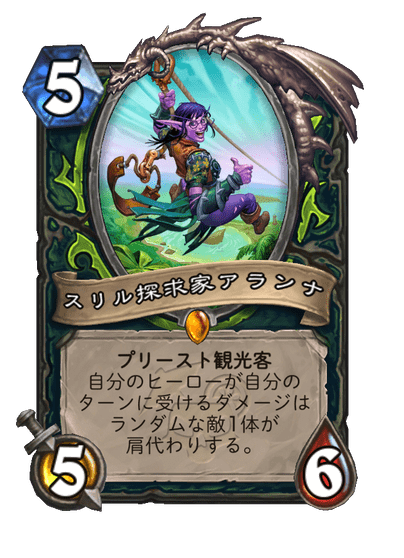 5
スリル探求家アランナ
プリースト観光客
自分のヒーローが自分の
ターンに受けるダメージは
ランダムな敵1体が
肩代わりする。
5
6